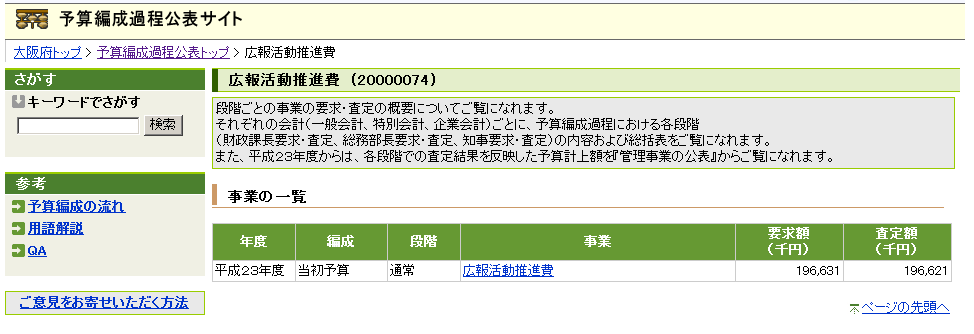 予算編成過程公表サイト
大阪府トップ > 予算編成過程公表トップ > 広報活動推進費
さがす
キーワードでさがす
検索
参考
予算編成の流れ
用語解説
QA
ご意見をお寄せいただく方法
広報活動推進費（20000074）
段階ごとの事業の要求・査定の概要についてご覧になれます。
それぞれの会計（一般会計、特別会計、企業会計）ごとに、予算編成過程における各段階
（財政課長要求・査定、総務部長要求・査定、知事要求・査定）の内容および総括表をご覧になれます。
また、平成２３年度からは、各段階での査定結果を反映した予算計上額を『管理事業の公表』からご覧になれます。
事業の一覧
年度 編成 段階 事業 要求額（千円） 査定額（千円）
平成２３年度 当初予算 通常 広報活動推進費 196,631 196,621
ページの先頭へ